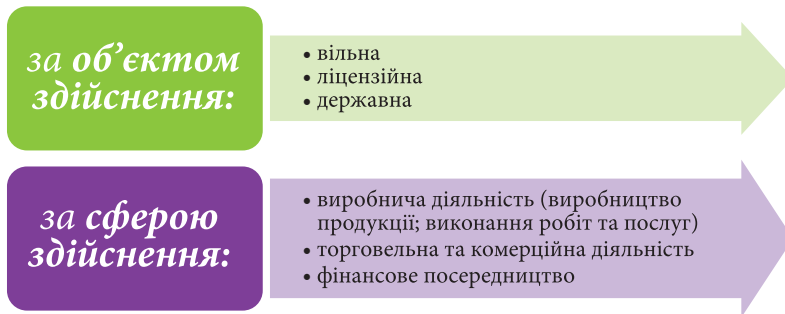 за об’єктом
здійснення:
• вільна
• ліцензійна
• державна
за сферою
здійснення:
• виробнича діяльність (виробництво
продукції; виконання робіт та послуг)
• торговельна та комерційна діяльність
• фінансове посередництво